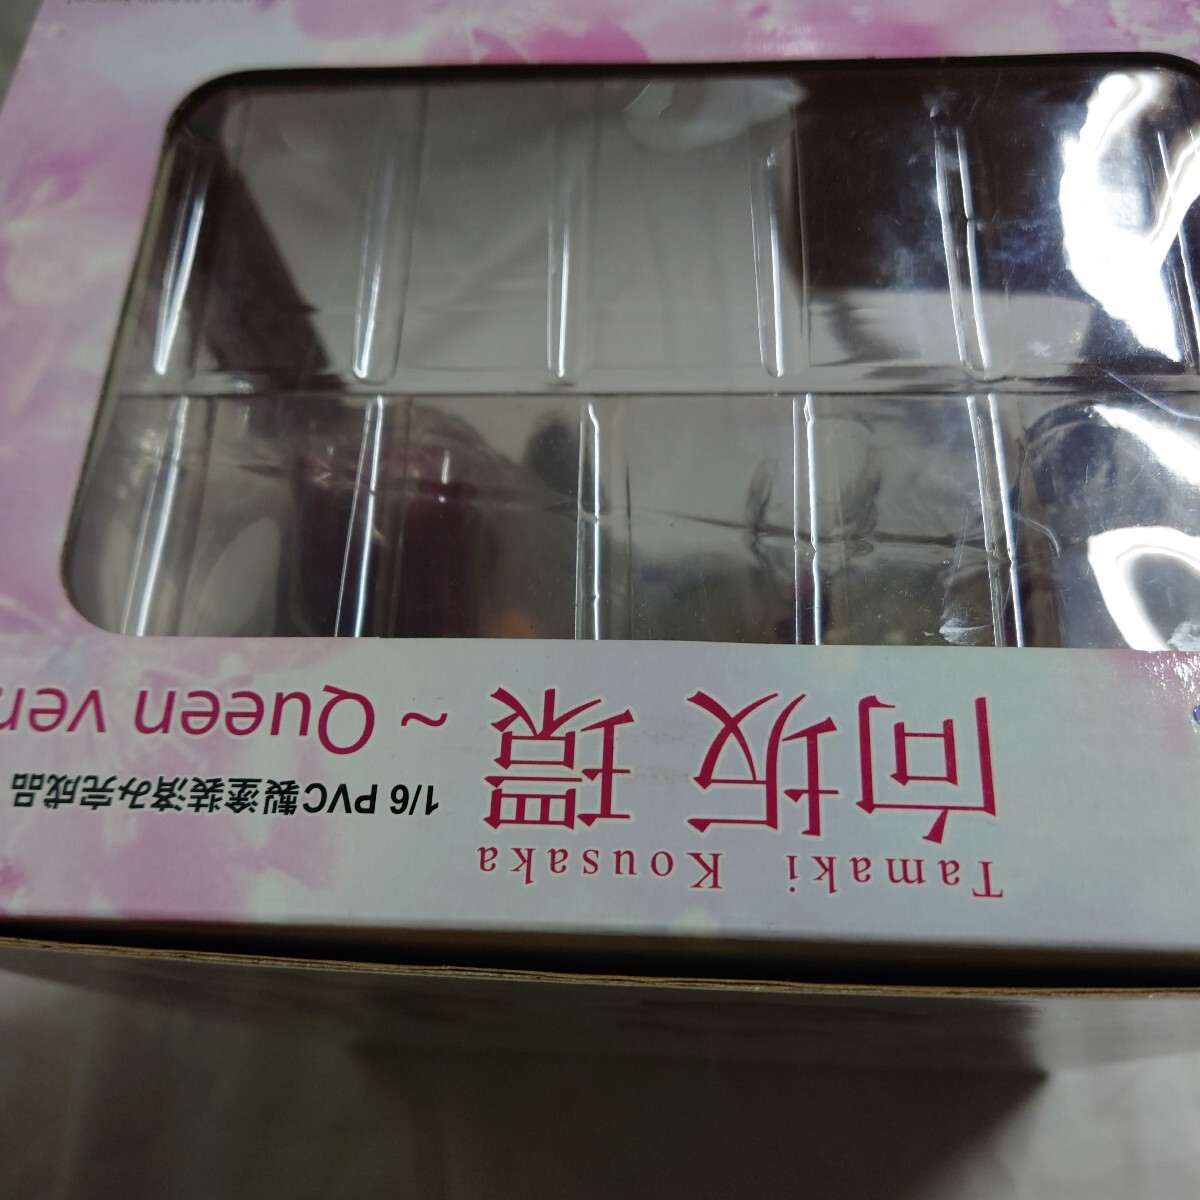 Tamaki Kousaka
向坂 環 ~ Queen ver
1/6 PVC製塗装済み完成品